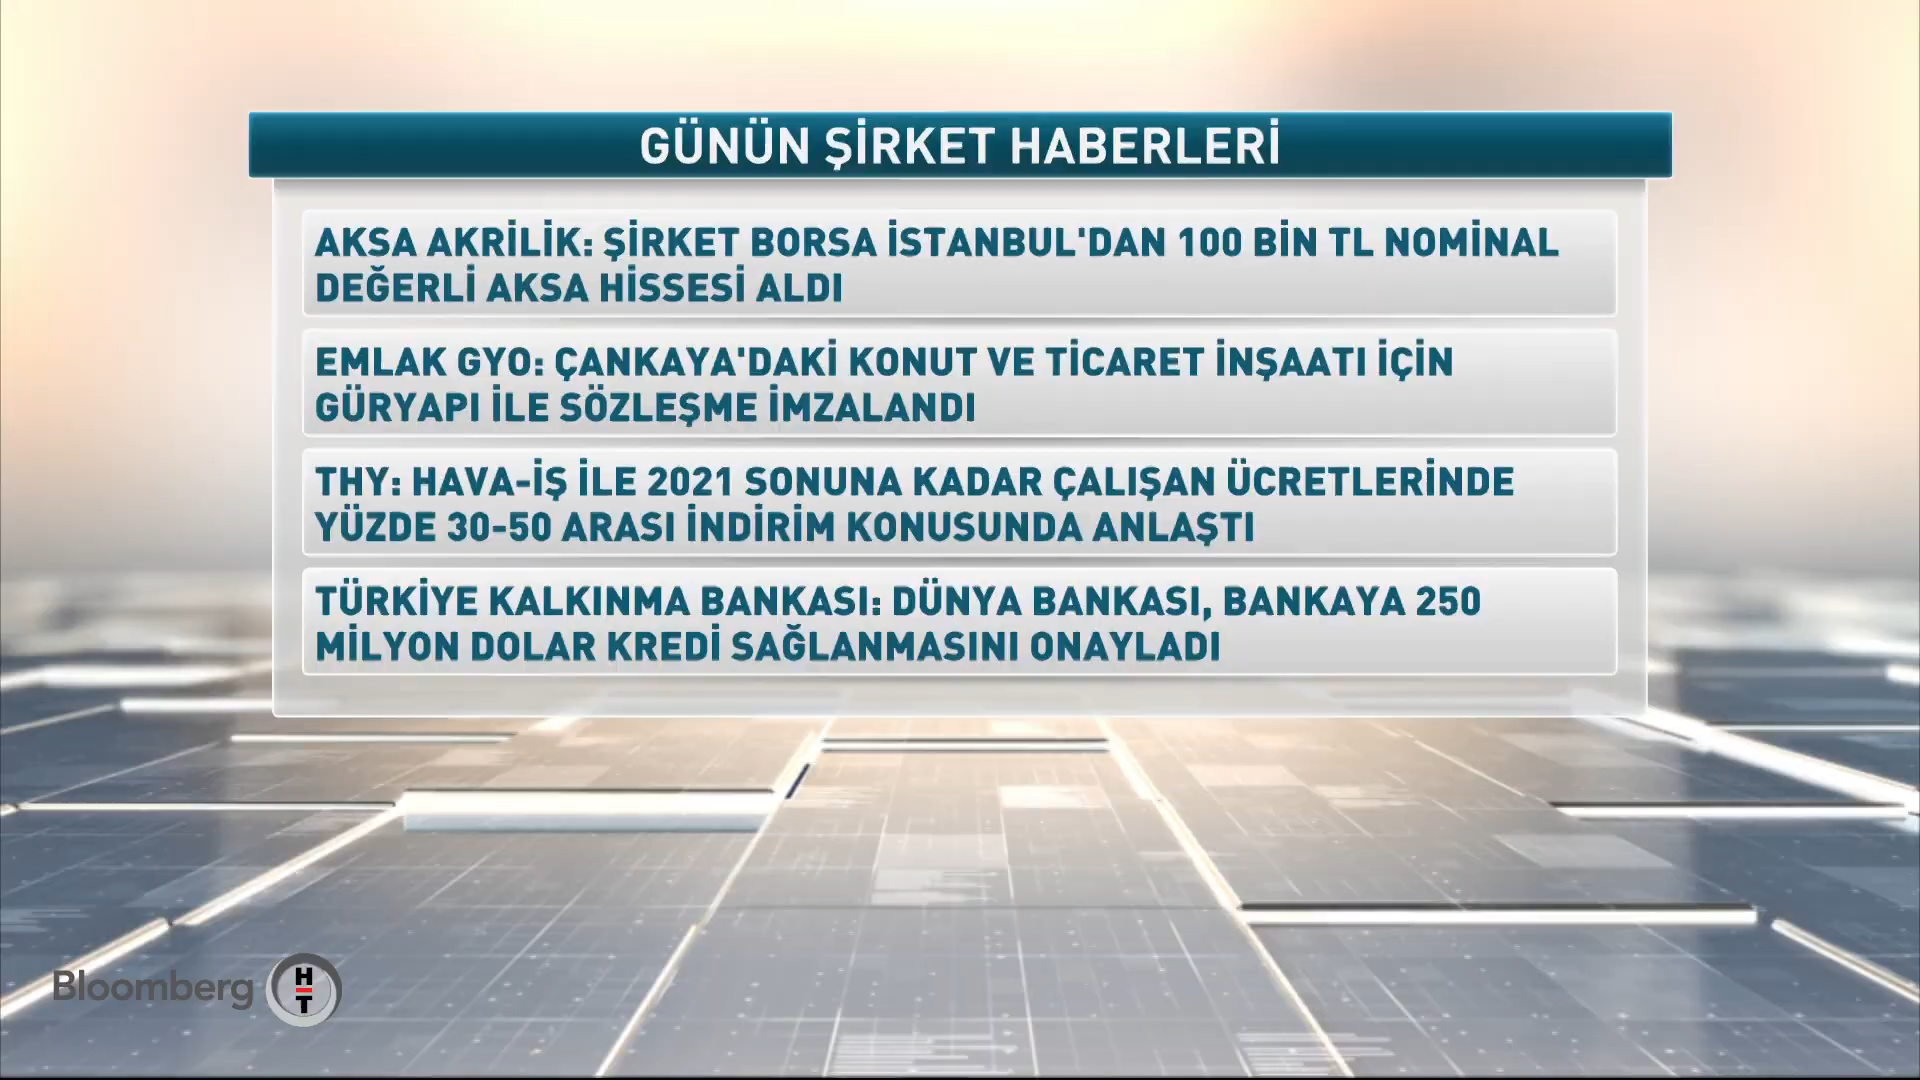 GÜNÜN ŞİRKET HABERLERİ
AKSA AKRİLİK: ŞİRKET BORSA İSTANBUL'DAN 100 BİN TL NOMİNAL
DEĞERLİ AKSA HİSSESİ ALDI
EMLAK GYO: ÇANKAYA'DAKİ KONUT VE TİCARET İNŞAATI İÇİN
GÜRYAPI İLE SÖZLEŞME İMZALANDI
THY: HAVA-İŞ İLE 2021 SONUNA KADAR ÇALIŞAN ÜCRETLERİNDE
YÜZDE 30-50 ARASI İNDİRİM KONUSUNDA ANLAŞTI
TÜRKİYE KALKINMA BANKASI: DÜNYA BANKASI, BANKAYA 250
MİLYON DOLAR KREDİ SAĞLANMASINI ONAYLADI
Bloomberg HT